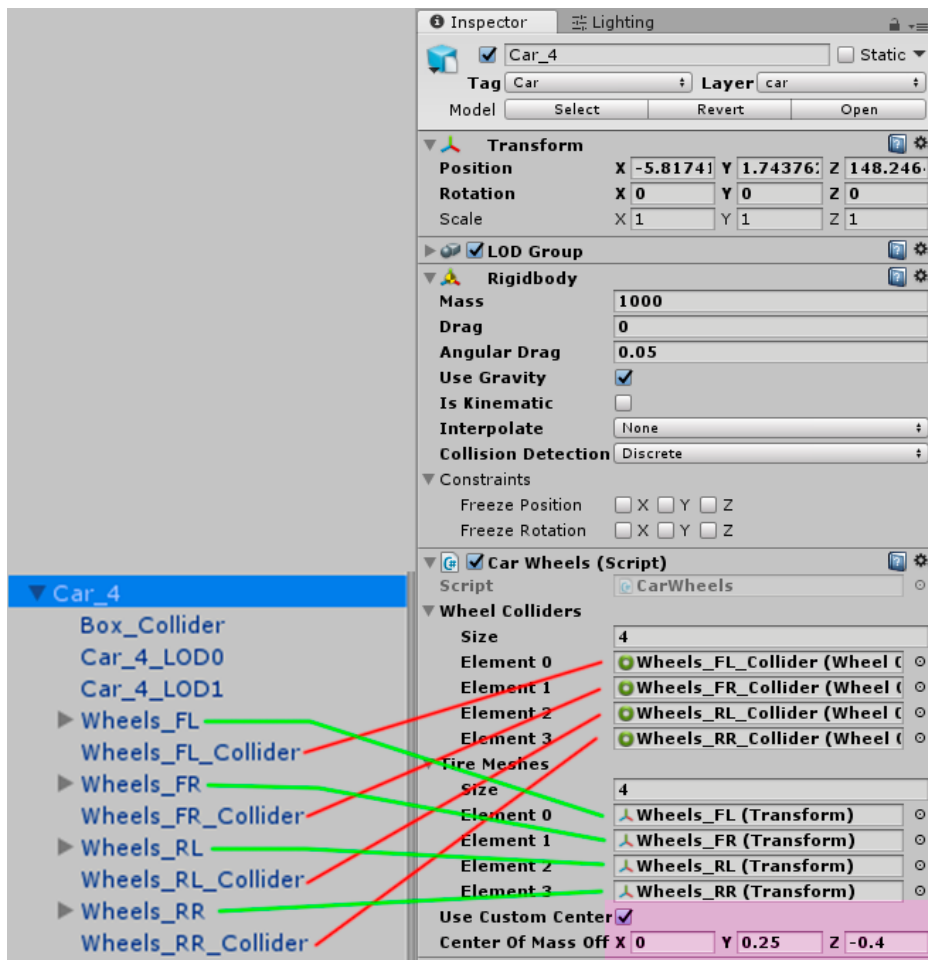 Inspector
Lighting
Car_4
Static
Tag Car
Layer car
Model Select Revert Open
Transform
Position X -5.81741 Y 1.74376 Z 148.246
Rotation X 0 Y 0 Z 0
Scale X 1 Y 1 Z 1
LOD Group
Rigidbody
Mass 1000
Drag 0
Angular Drag 0.05
Use Gravity
Is Kinematic
Interpolate None
Collision Detection Discrete
Constraints
Freeze Position X Y Z
Freeze Rotation X Y Z
Car Wheels (Script)
Script CarWheels
Wheel Colliders
Size 4
Element 0 Wheels_FL_Collider (Wheel C
Element 1 Wheels_FR_Collider (Wheel C
Element 2 Wheels_RL_Collider (Wheel C
Element 3 Wheels_RR_Collider (Wheel C
Tire Meshes
Size 4
Element 0 Wheels_FL (Transform)
Element 1 Wheels_FR (Transform)
Element 2 Wheels_RL (Transform)
Element 3 Wheels_RR (Transform)
Use Custom Center
Center Of Mass Off X 0 Y 0.25 Z -0.4
Car_4
Box_Collider
Car_4_LOD0
Car_4_LOD1
Wheels_FL
Wheels_FL_Collider
Wheels_FR
Wheels_FR_Collider
Wheels_RL
Wheels_RL_Collider
Wheels_RR
Wheels_RR_Collider